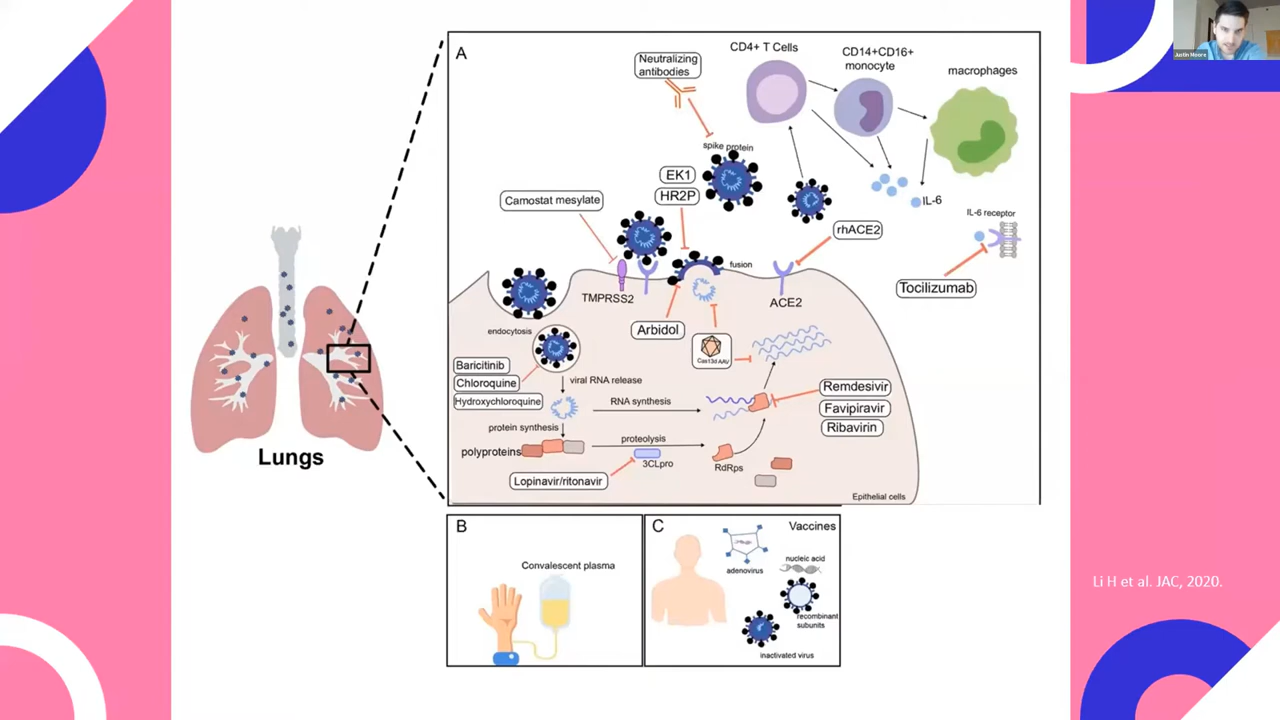 Justin Moore
A
Neutralizing
antibodies
CD4+ T Cells
CD14+CD16+
monocyte
macrophages
spike protein
EK1
HR2P
Camostat mesylate
IL-6
IL-6 receptor
rhACE2
fusion
Tocilizumab
TMPRSS2
ACE2
endocytosis
Arbidol
Cas13d AAV
Baricitinib
Chloroquine
Hydroxychloroquine
viral RNA release
RNA synthesis
Remdesivir
Favipiravir
Ribavirin
protein synthesis
proteolysis
polyproteins
3CLpro
RdRps
Lopinavir/ritonavir
Epithelial cells
Lungs
B
Convalescent plasma
C
Vaccines
adenovirus
nucleic acid
recombinant
subunits
inactivated virus
Li H et al. JAC, 2020.